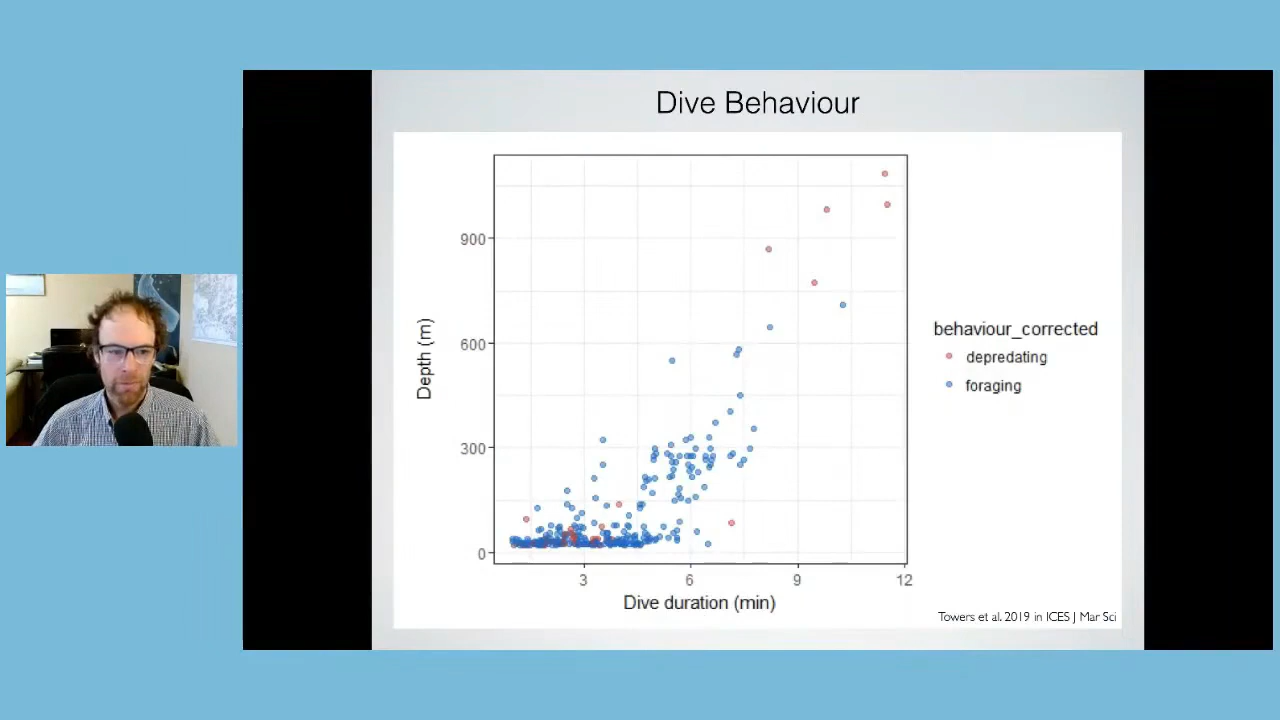 Dive Behaviour
900
600
300
0
Depth (m)
3 6 9 12
Dive duration (min)
behaviour_corrected
depredating
foraging
Towers et al. 2019 in ICES J Mar Sci